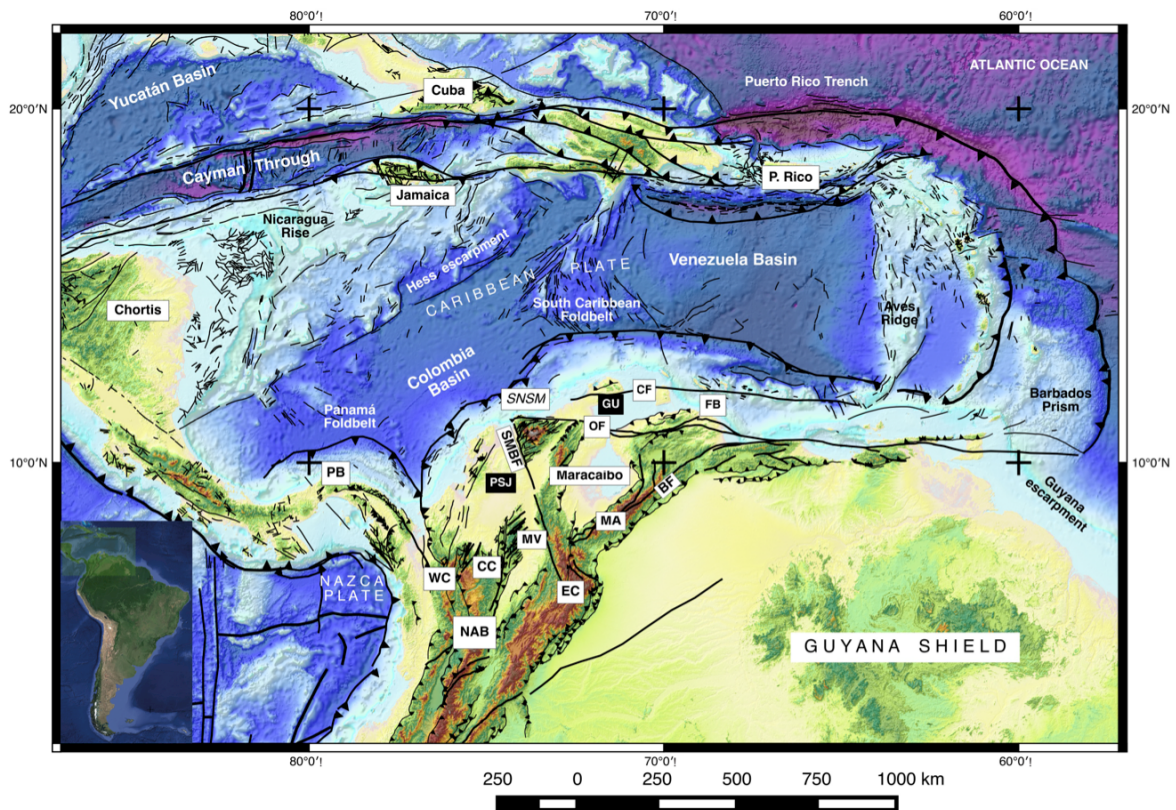 80°0'!
70°0'!
60°0'!
Yucatán Basin
Cuba
Puerto Rico Trench
ATLANTIC OCEAN
20°0'N
20°0'N
Cayman Through
Jamaica
P. Rico
Nicaragua
Rise
Hess escarpment
CARIBBEAN PLATE
Venezuela Basin
Chortis
South Caribbean
Foldbelt
Aves
Ridge
Colombia
Basin
Barbados
Prism
SNSM
GU
CF
FB
OF
Panamá
Foldbelt
SMBF
10°0'N
10°0'N
PB
PSJ
Maracaibo
BF
Guyana
escarpment
MA
MV
WC
CC
EC
NAZCA
PLATE
NAB
GUYANA SHIELD
80°0'!
70°0'!
60°0'!
250 0 250 500 750 1000 km